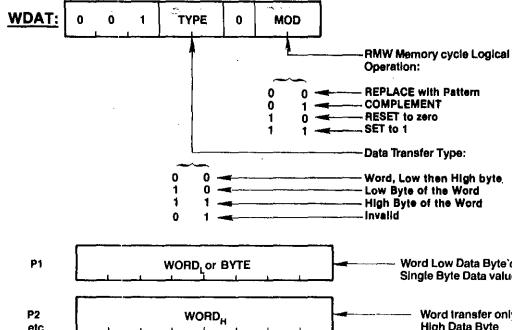 WDAT: 0 0 1 TYPE 0 MOD
RMW Memory cycle Logical
Operation:
0 0 REPLACE with Pattern
0 1 COMPLEMENT
1 0 RESET to zero
1 1 SET to 1
Data Transfer Type:
0 0 Word, Low then High byte
1 0 Low Byte of the Word
1 1 High Byte of the Word
0 1 Invalid
P1 WORDL or BYTE Word Low Data Byte
Single Byte Data valu
P2 WORDH Word transfer only
etc High Data Byte